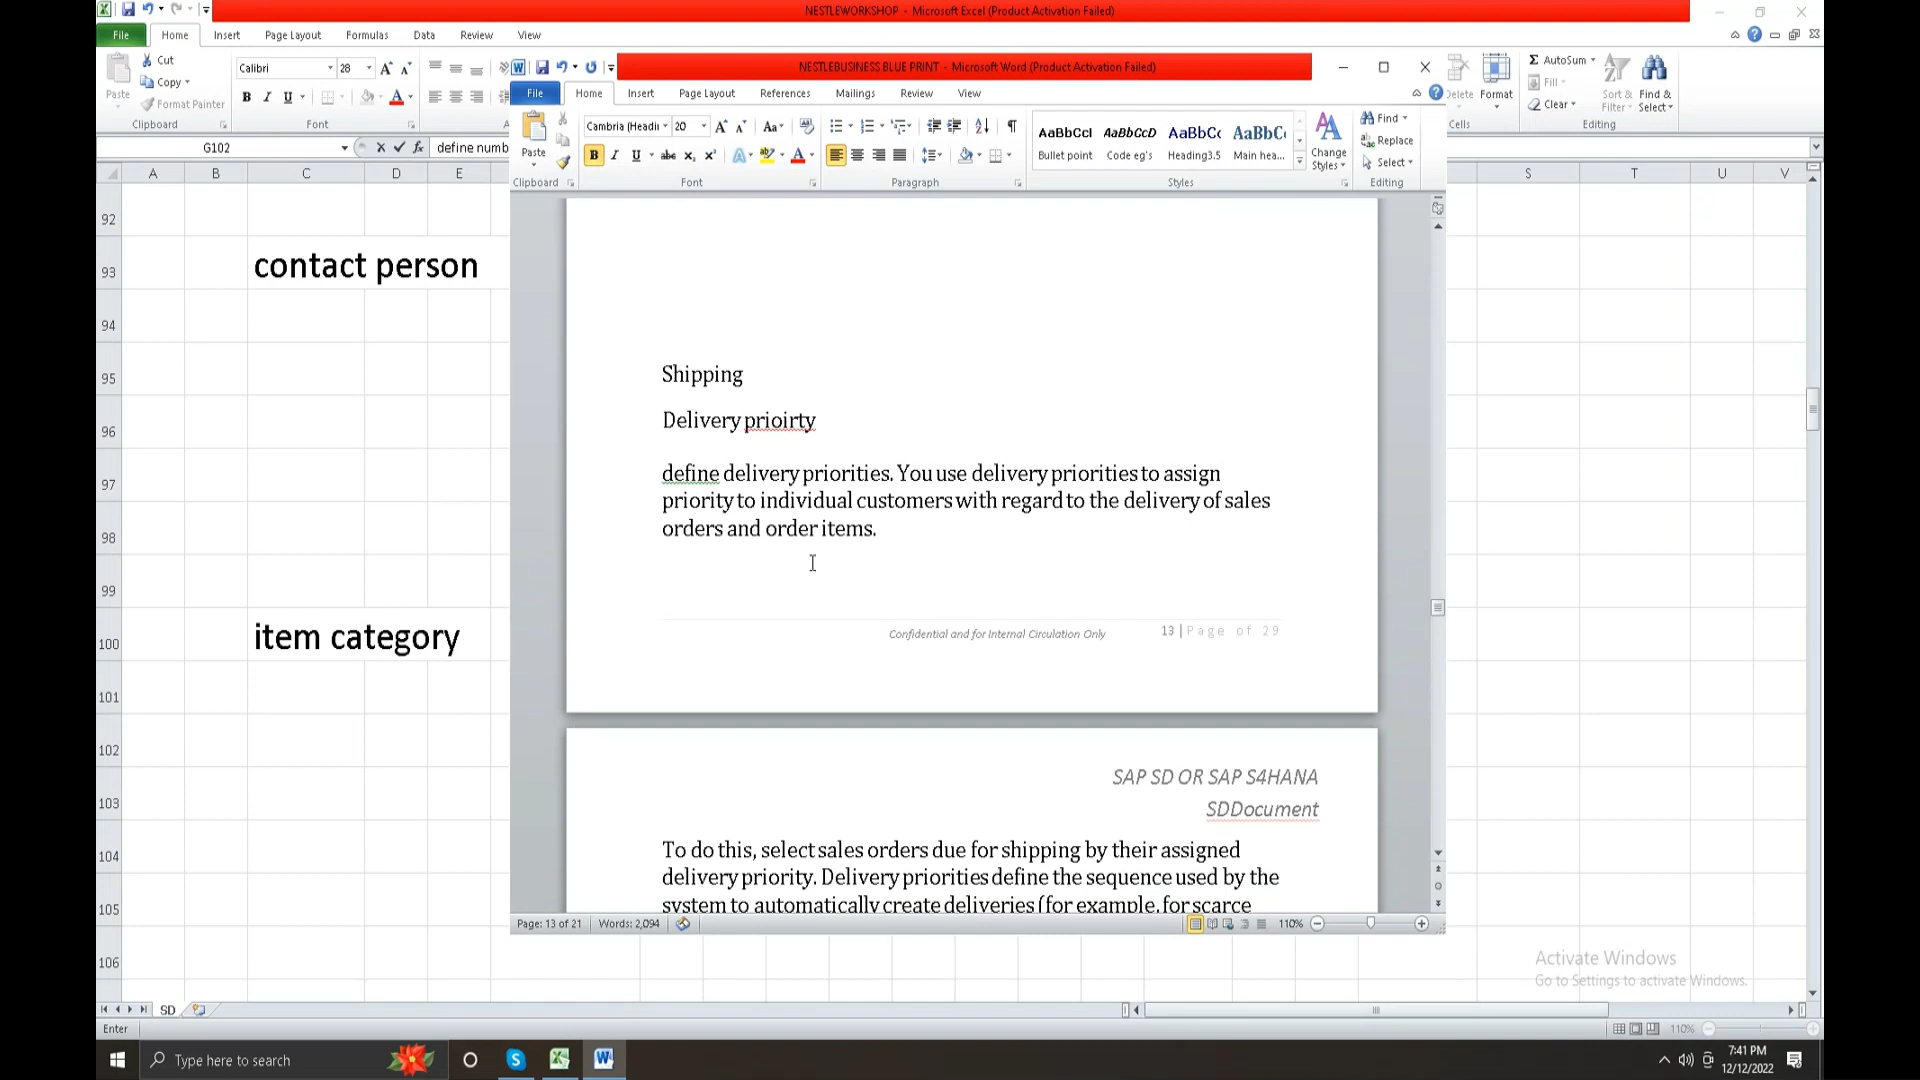 NESTLEWORKSHOP - Microsoft Excel (Product Activation Failed)
File Home Insert Page Layout Formulas Data Review View
Cut
Copy
Format Painter
Paste
Clipboard
Calibri 28
B I U
Font
NESTLEBUSINESS BLUE PRINT - Microsoft Word (Product Activation Failed)
File Home Insert Page Layout References Mailings Review View
Paste
Clipboard
Cambria (Headi 20
B I U abc
Font
Paragraph
AaBbCcI AaBbCcD AaBbCc AaBbC
Bullet point Code eg's Heading3.5 Main hea...
Change Styles
Styles
Find
Replace
Select
Editing
Delete Format
Cells
AutoSum
Fill
Clear
Sort & Filter
Find & Select
Editing
G102 define numb
A B C D E S T U V
92
93 contact person
94
95
96
97
98
99
100 item category
101
102
103
104
105
106
Shipping
Delivery prioirty
define delivery priorities. You use delivery priorities to assign
priority to individual customers with regard to the delivery of sales
orders and order items.
Confidential and for Internal Circulation Only 13 | Page of 29
SAP SD OR SAP S4HANA
SDDocument
To do this, select sales orders due for shipping by their assigned
delivery priority. Delivery priorities define the sequence used by the
system to automatically create deliveries (for example, for scarce
Page: 13 of 21 Words: 2,094 110%
Activate Windows
Go to Settings to activate Windows.
SD
Enter 110%
Type here to search
7:41 PM
12/12/2022